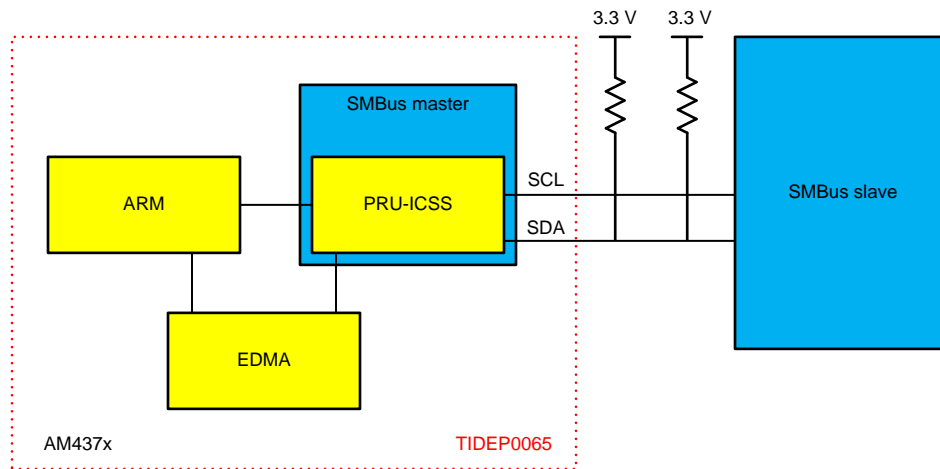 3.3 V
3.3 V
SMBus master
ARM
PRU-ICSS
SCL
SDA
SMBus slave
EDMA
AM437x
TIDEP0065